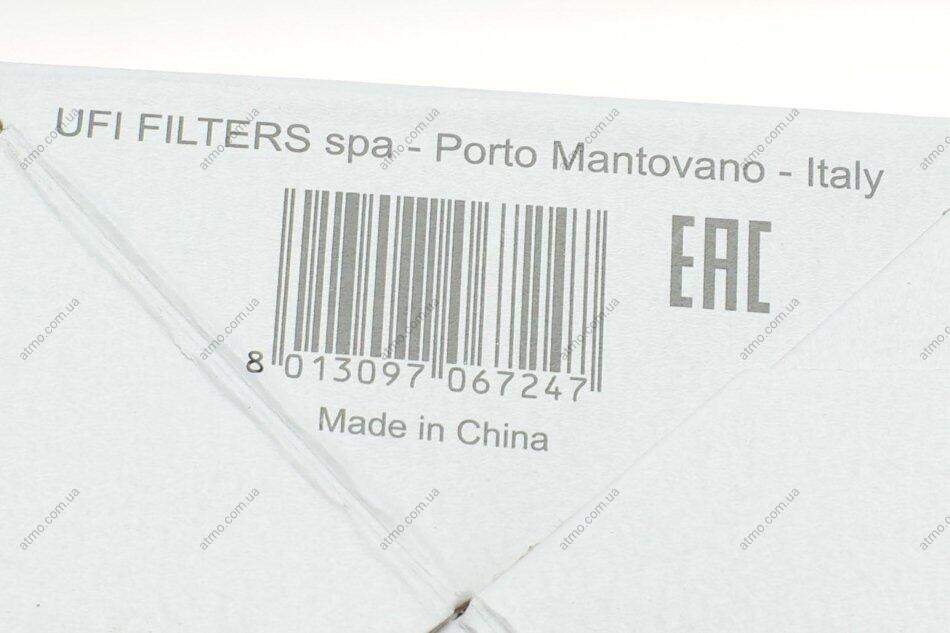 UFI FILTERS spa - Porto Mantovano - Italy
EAC
8 013097 067247
Made in China
atmo.com.ua